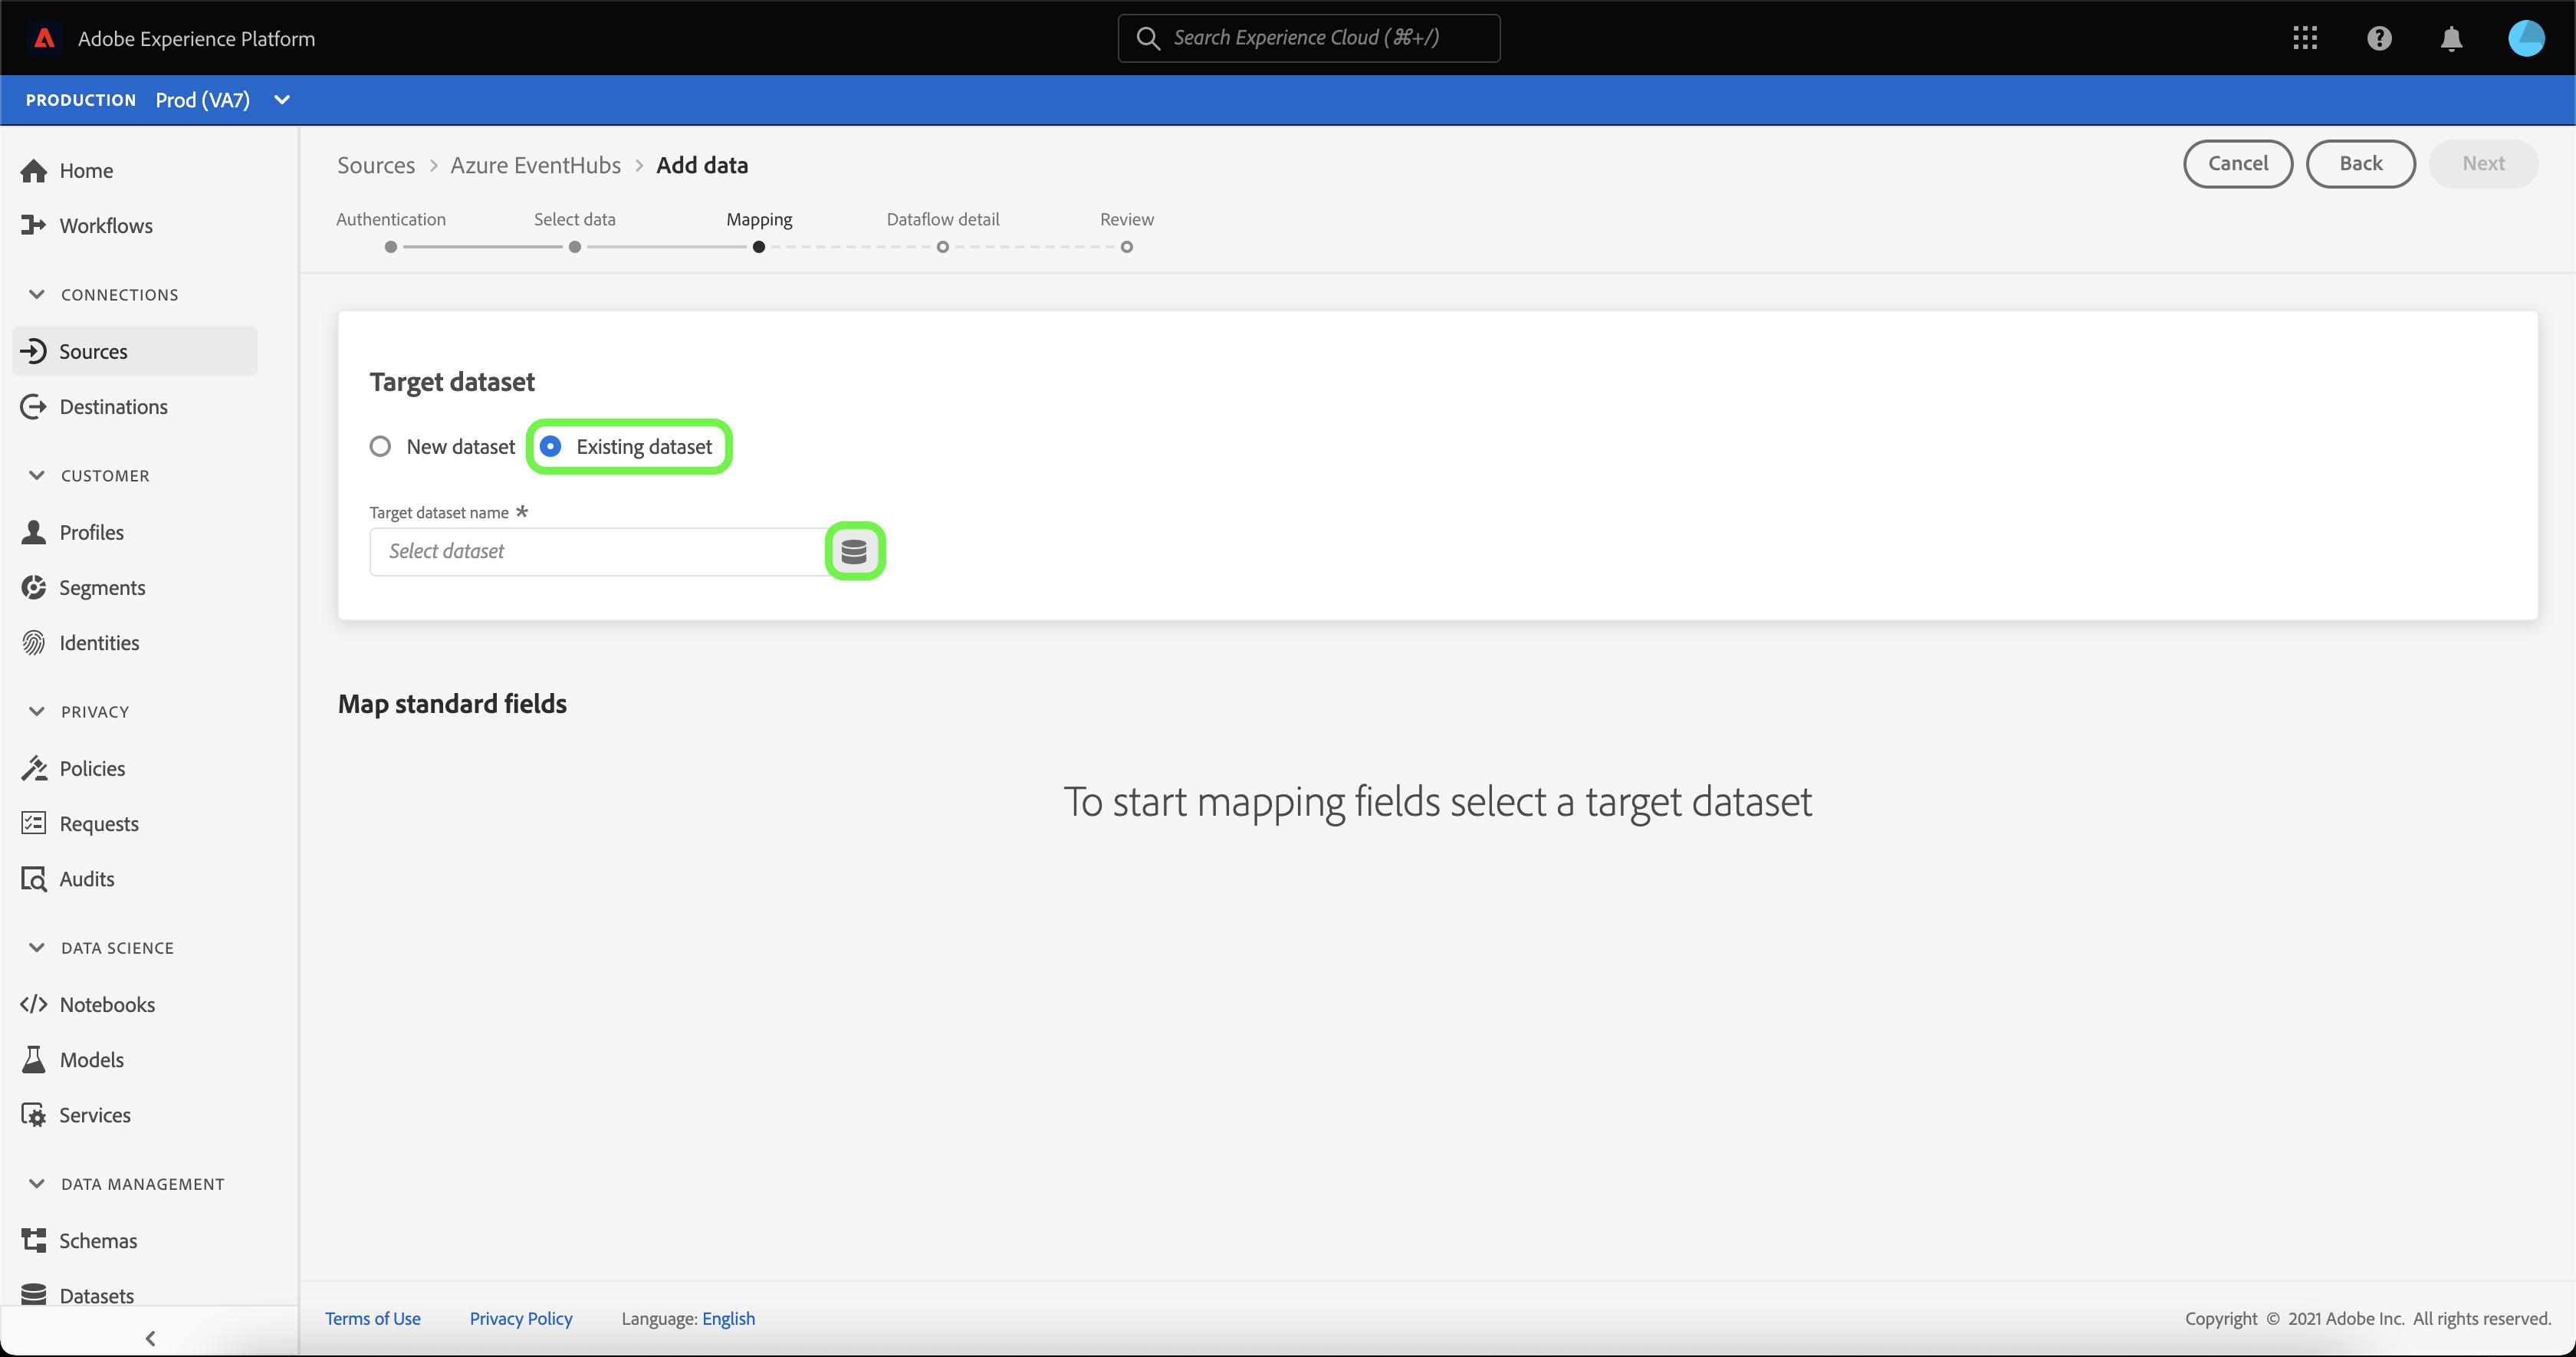 Adobe Experience Platform
Search Experience Cloud (⌘+/)
PRODUCTION Prod (VA7)
Home
Workflows
CONNECTIONS
Sources
Destinations
CUSTOMER
Profiles
Segments
Identities
PRIVACY
Policies
Requests
Audits
DATA SCIENCE
Notebooks
Models
Services
DATA MANAGEMENT
Schemas
Datasets
Sources > Azure EventHubs > Add data
Cancel Back Next
Authentication Select data Mapping Dataflow detail Review
Target dataset
New dataset Existing dataset
Target dataset name *
Select dataset
Map standard fields
To start mapping fields select a target dataset
Terms of Use Privacy Policy Language: English
Copyright © 2021 Adobe Inc. All rights reserved.